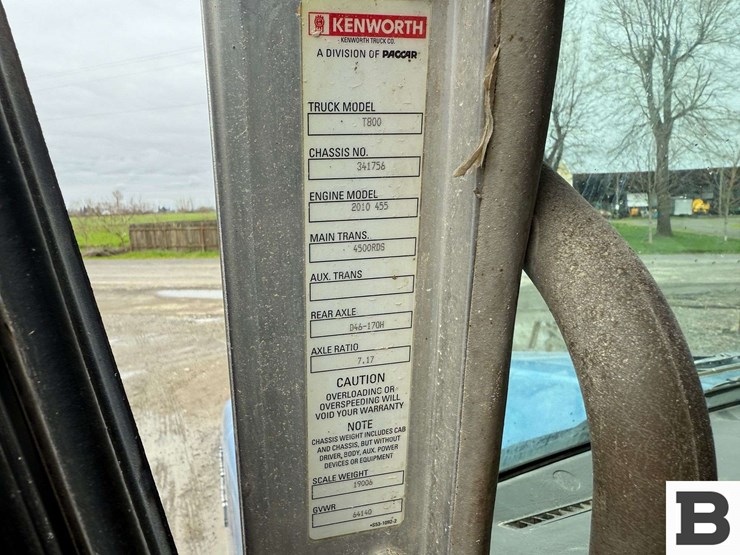 KENWORTH
KENWORTH TRUCK CO.
A DIVISION OF PACCAR
TRUCK MODEL
T800
CHASSIS NO.
341756
ENGINE MODEL
2010 455
MAIN TRANS.
4500RDS
AUX. TRANS
REAR AXLE
D46-170H
AXLE RATIO
7.17
CAUTION
OVERLOADING OR
OVERSPEEDING WILL
VOID YOUR WARRANTY
NOTE
CHASSIS WEIGHT INCLUDES CAB
AND CHASSIS, BUT WITHOUT
DRIVER, BODY, AUX. POWER
DEVICES OR EQUIPMENT
SCALE WEIGHT
19006
GVWR
64140
B